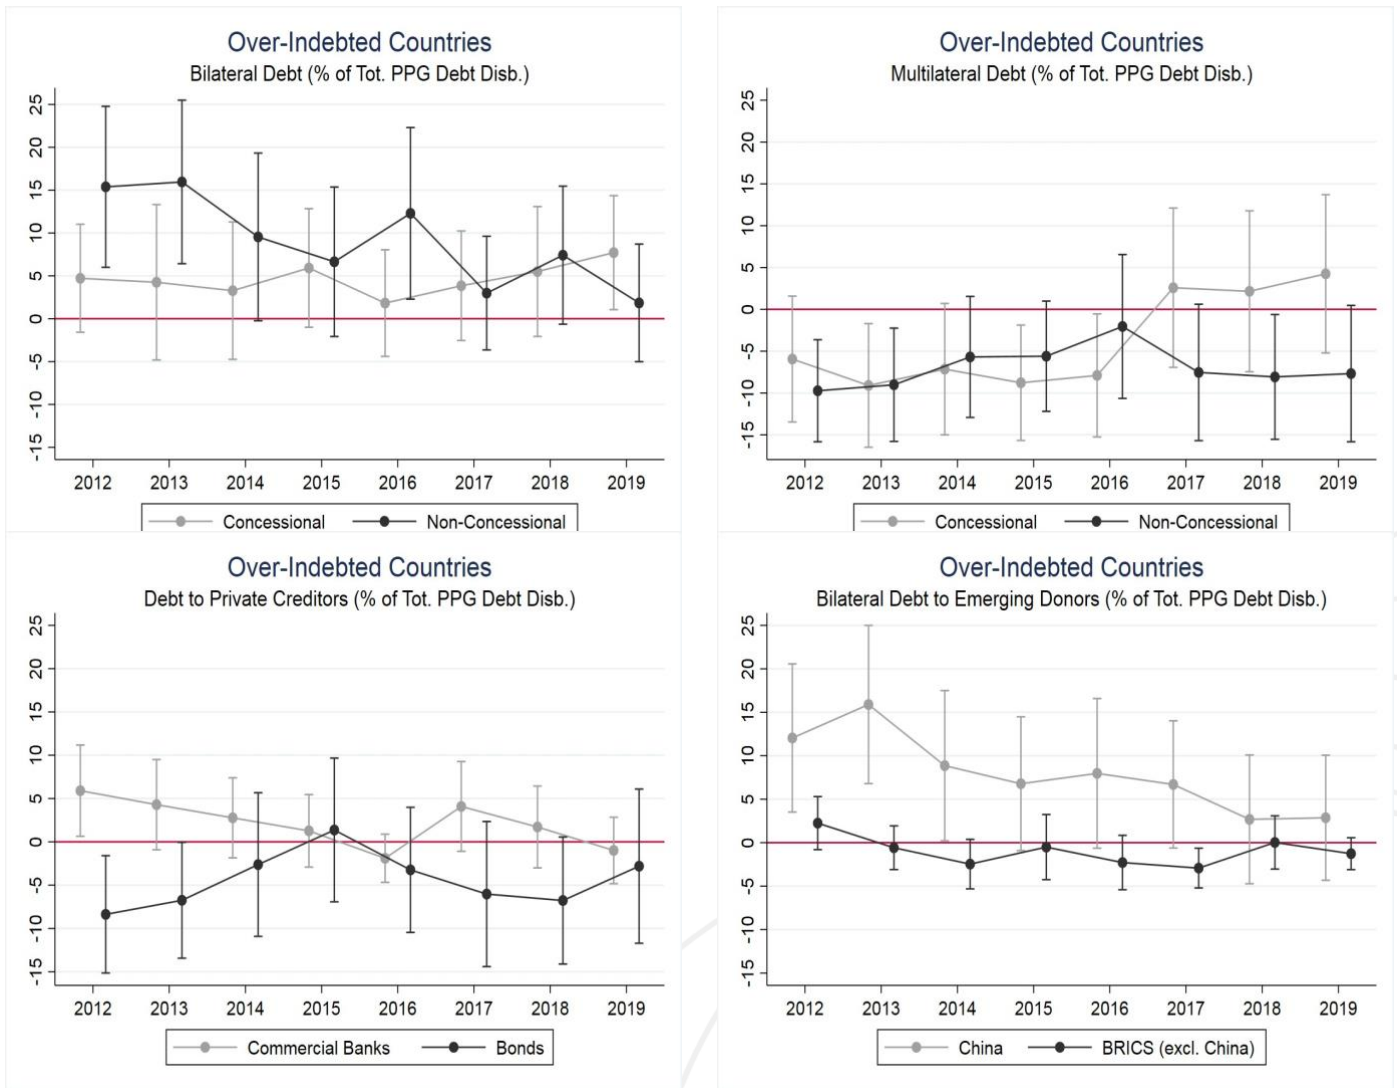 Over-Indebted Countries
Bilateral Debt (% of Tot. PPG Debt Disb.)
25
20
15
10
5
0
-5
-10
-15
2012 2013 2014 2015 2016 2017 2018 2019
Concessional Non-Concessional
Over-Indebted Countries
Multilateral Debt (% of Tot. PPG Debt Disb.)
25
20
15
10
5
0
-5
-10
-15
2012 2013 2014 2015 2016 2017 2018 2019
Concessional Non-Concessional
Over-Indebted Countries
Debt to Private Creditors (% of Tot. PPG Debt Disb.)
25
20
15
10
5
0
-5
-10
-15
2012 2013 2014 2015 2016 2017 2018 2019
Commercial Banks Bonds
Over-Indebted Countries
Bilateral Debt to Emerging Donors (% of Tot. PPG Debt Disb.)
25
20
15
10
5
0
-5
-10
-15
2012 2013 2014 2015 2016 2017 2018 2019
China BRICS (excl. China)